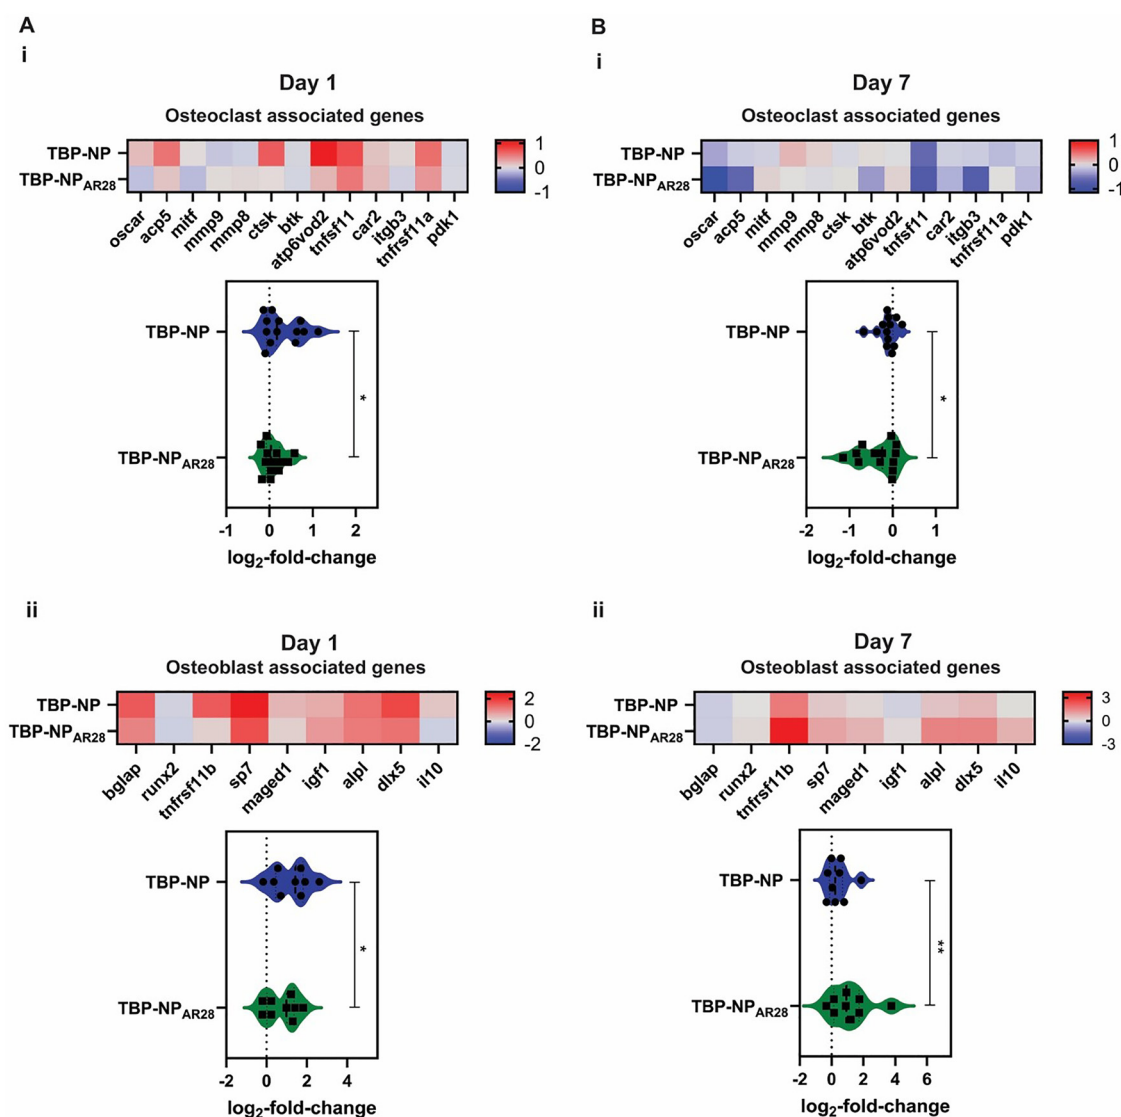 A
i
Day 1
Osteoclast associated genes
TBP-NP
TBP-NPAR28
1
0
-1
oscar
acp5
mitf
mmp9
mmp8
ctsk
btk
atp6vod2
tnfsf11
car2
itgb3
tnfrsf11a
pdk1
TBP-NP
TBP-NPAR28
*
-1 0 1 2
log2-fold-change
B
i
Day 7
Osteoclast associated genes
TBP-NP
TBP-NPAR28
1
0
-1
oscar
acp5
mitf
mmp9
mmp8
ctsk
btk
atp6vod2
tnfsf11
car2
itgb3
tnfrsf11a
pdk1
TBP-NP
TBP-NPAR28
*
-2 -1 0 1
log2-fold-change
ii
Day 1
Osteoblast associated genes
TBP-NP
TBP-NPAR28
2
0
-2
bglap
runx2
tnfrsf11b
sp7
maged1
igf1
alpl
dlx5
il10
TBP-NP
TBP-NPAR28
*
-2 0 2 4
log2-fold-change
ii
Day 7
Osteoblast associated genes
TBP-NP
TBP-NPAR28
3
0
-3
bglap
runx2
tnfrsf11b
sp7
maged1
igf1
alpl
dlx5
il10
TBP-NP
TBP-NPAR28
**
-2 0 2 4 6
log2-fold-change